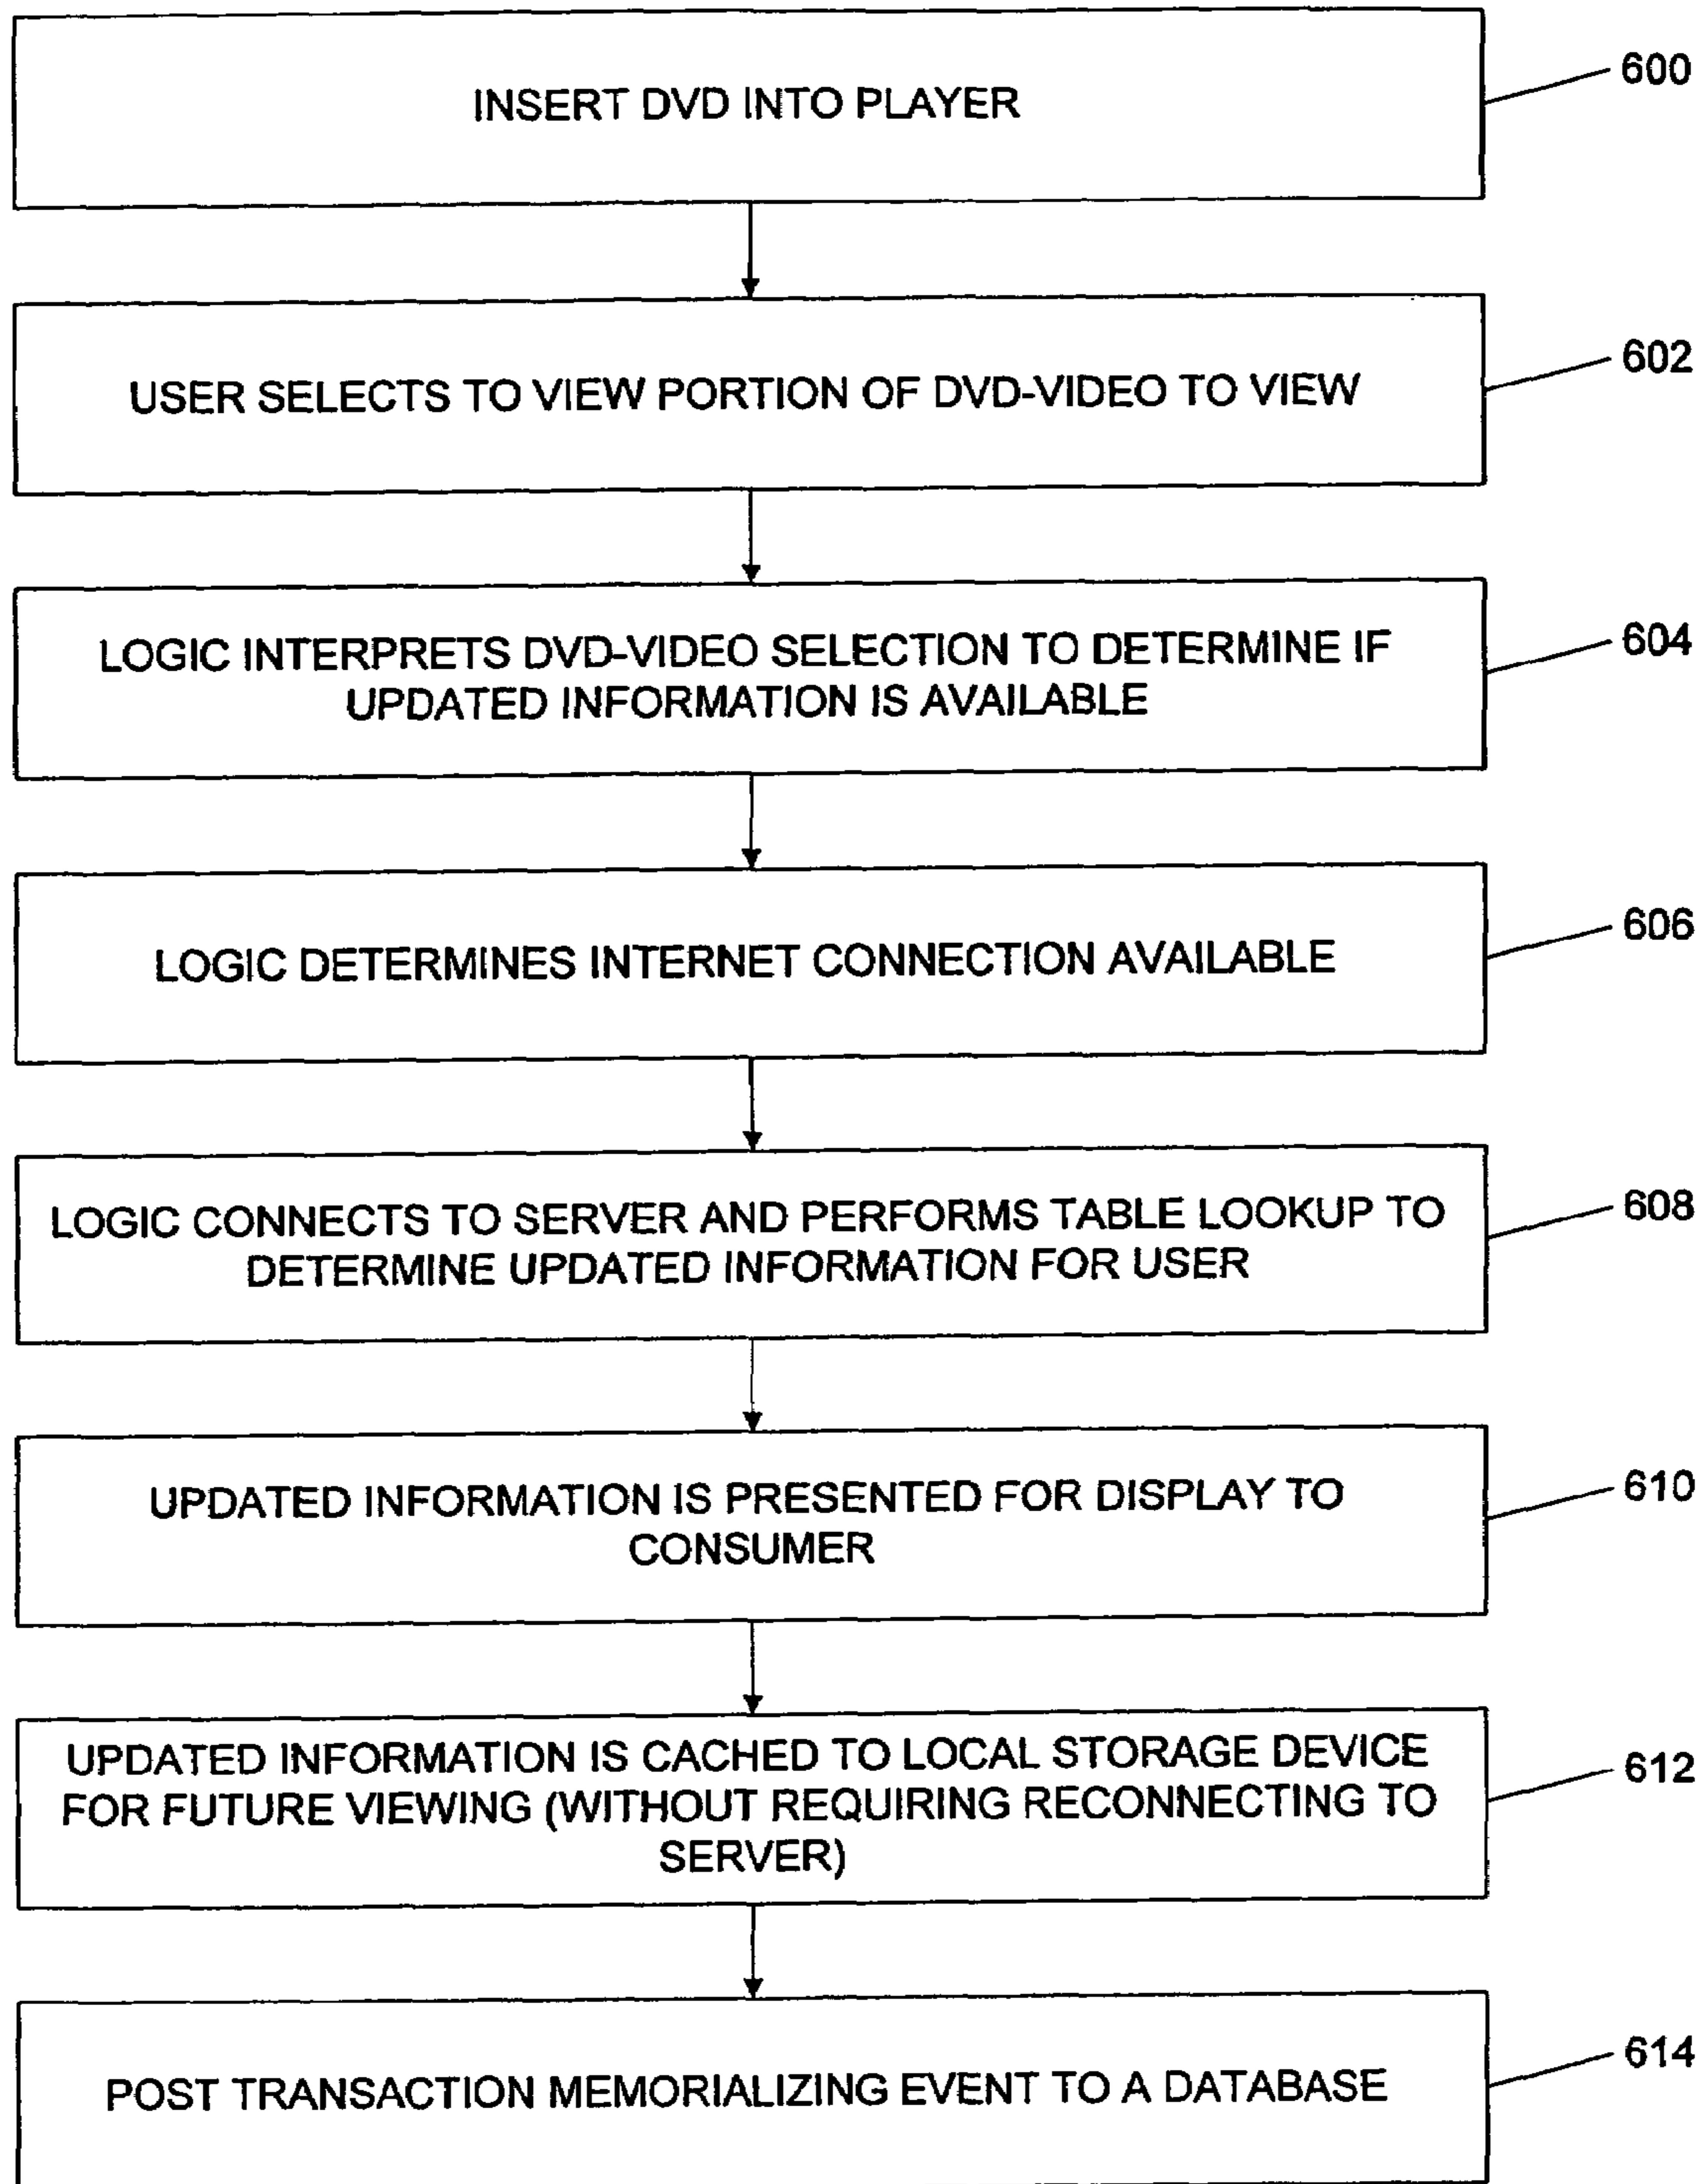 INSERT DVD INTO PLAYER
600
USER SELECTS TO VIEW PORTION OF DVD-VIDEO TO VIEW
602
LOGIC INTERPRETS DVD-VIDEO SELECTION TO DETERMINE IF
UPDATED INFORMATION IS AVAILABLE
604
LOGIC DETERMINES INTERNET CONNECTION AVAILABLE
606
LOGIC CONNECTS TO SERVER AND PERFORMS TABLE LOOKUP TO
DETERMINE UPDATED INFORMATION FOR USER
608
UPDATED INFORMATION IS PRESENTED FOR DISPLAY TO
CONSUMER
610
UPDATED INFORMATION IS CACHED TO LOCAL STORAGE DEVICE
FOR FUTURE VIEWING (WITHOUT REQUIRING RECONNECTING TO
SERVER)
612
POST TRANSACTION MEMORIALIZING EVENT TO A DATABASE
614